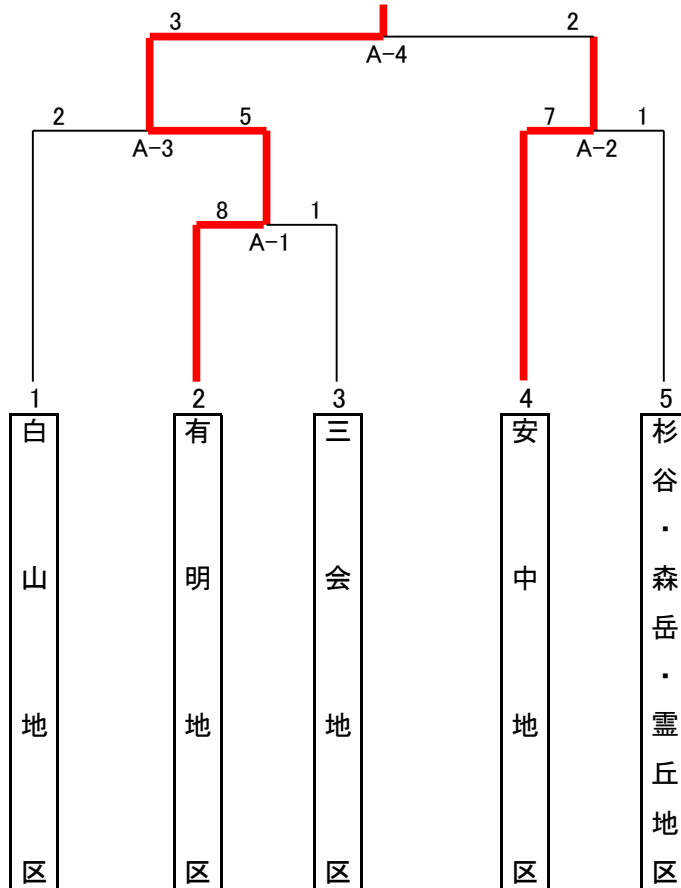 3 2
A-4
2 5 7 1
A-3 A-2
8 1
A-1
1 2 3 4 5
白山地区
有明地区
三会地区
安中地区
杉谷・森岳・霊丘地区